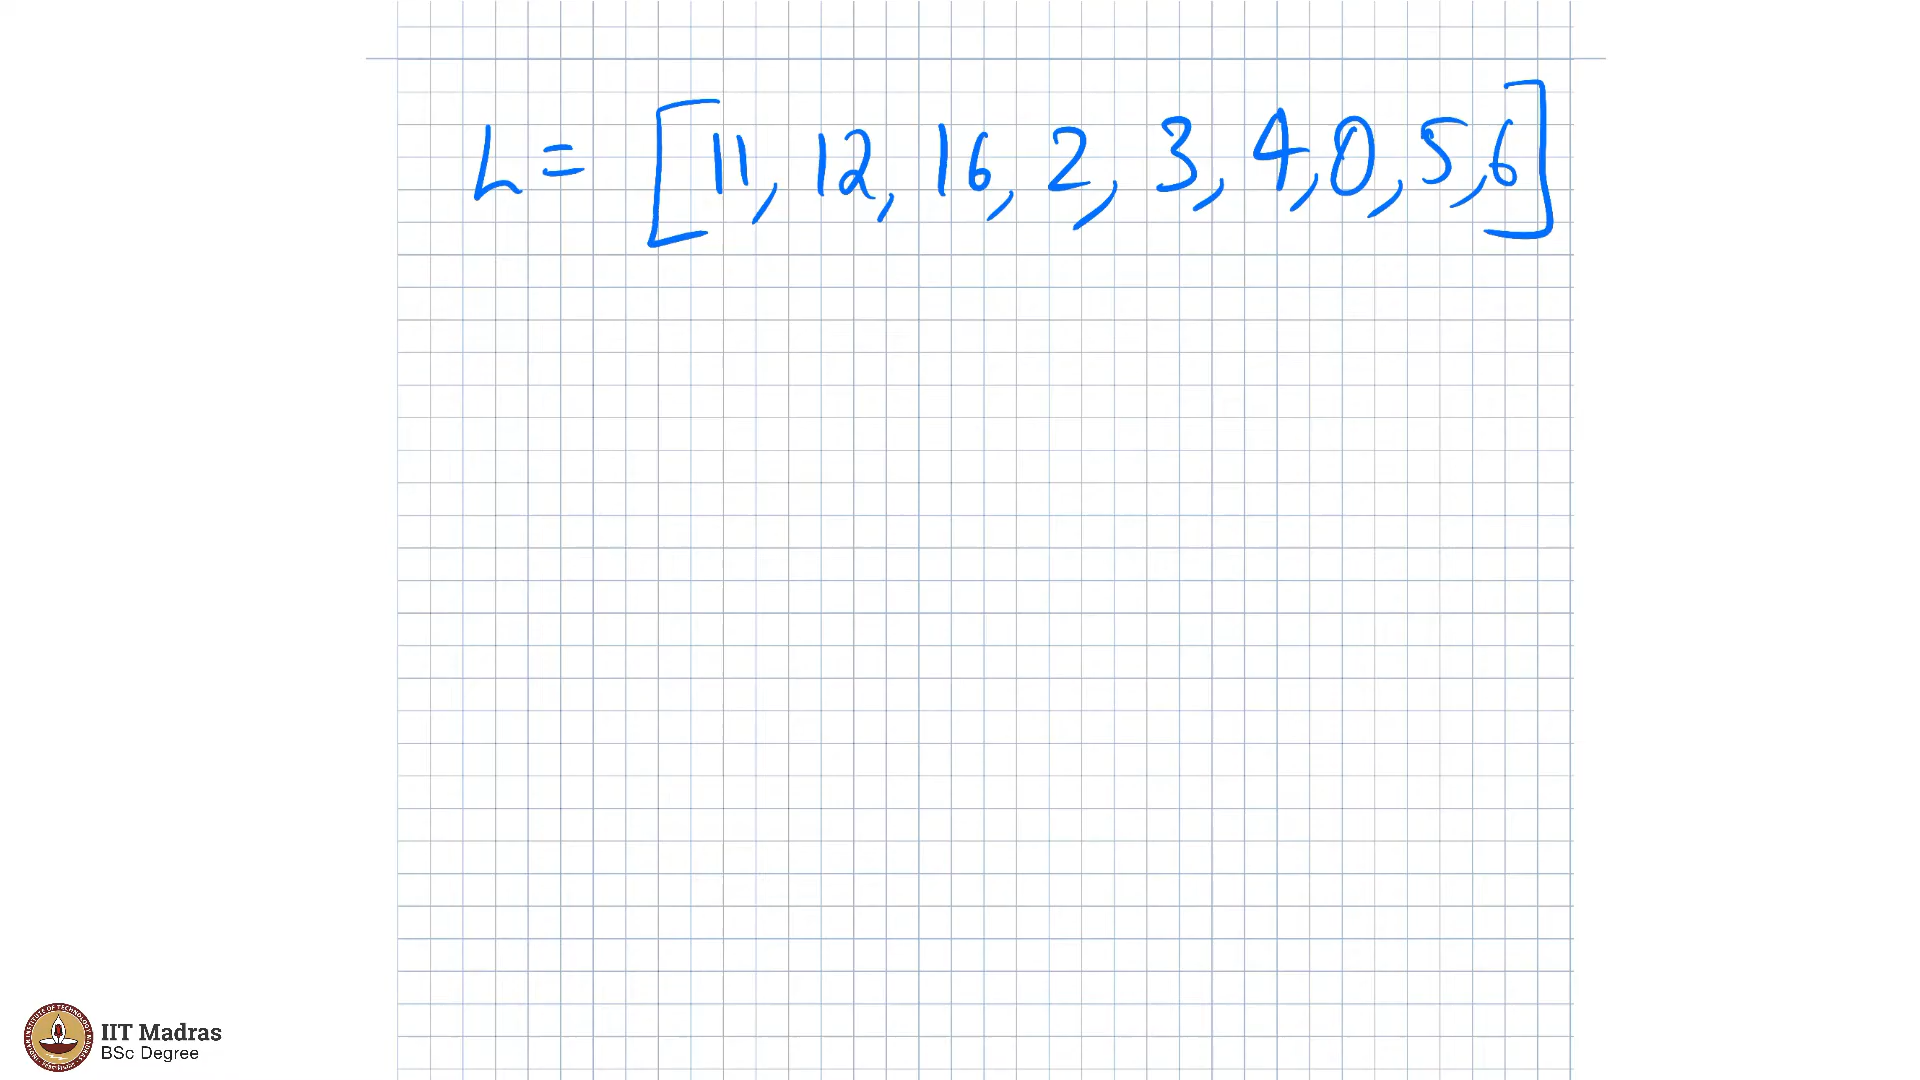 L = [11, 12, 16, 2, 3, 4, 0, 5, 6]
IIT Madras
BSc Degree